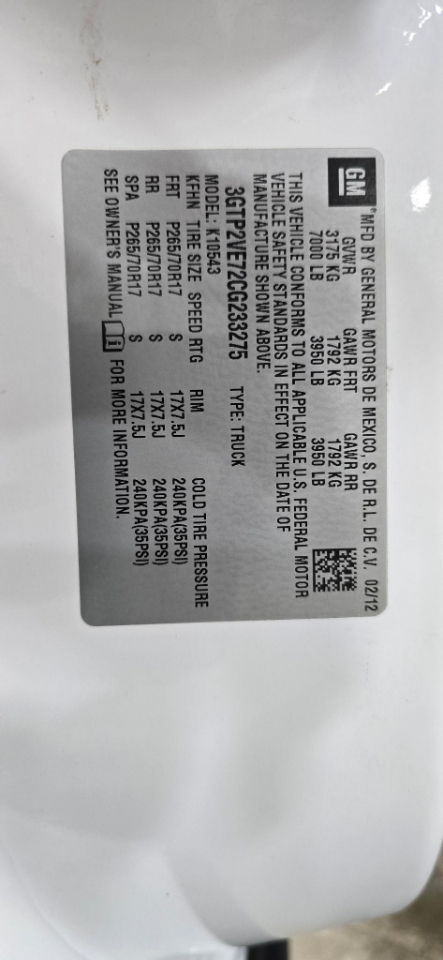 GM
®MFD BY GENERAL MOTORS DE MEXICO, S. DE R.L. DE C.V. 02/12
GVWR GAWR FRT GAWR RR
3175 KG 1792 KG 1792 KG
7000 LB 3950 LB 3950 LB
THIS VEHICLE CONFORMS TO ALL APPLICABLE U.S. FEDERAL MOTOR
VEHICLE SAFETY STANDARDS IN EFFECT ON THE DATE OF
MANUFACTURE SHOWN ABOVE.
3GTP2VE72CG233275 TYPE: TRUCK
MODEL: K10543
KFHN TIRE SIZE SPEED RTG RIM COLD TIRE PRESSURE
FRT P265/70R17 S 17X7.5J 240KPA(35PSI)
RR P265/70R17 S 17X7.5J 240KPA(35PSI)
SPA P265/70R17 S 17X7.5J 240KPA(35PSI)
SEE OWNER'S MANUAL i FOR MORE INFORMATION.